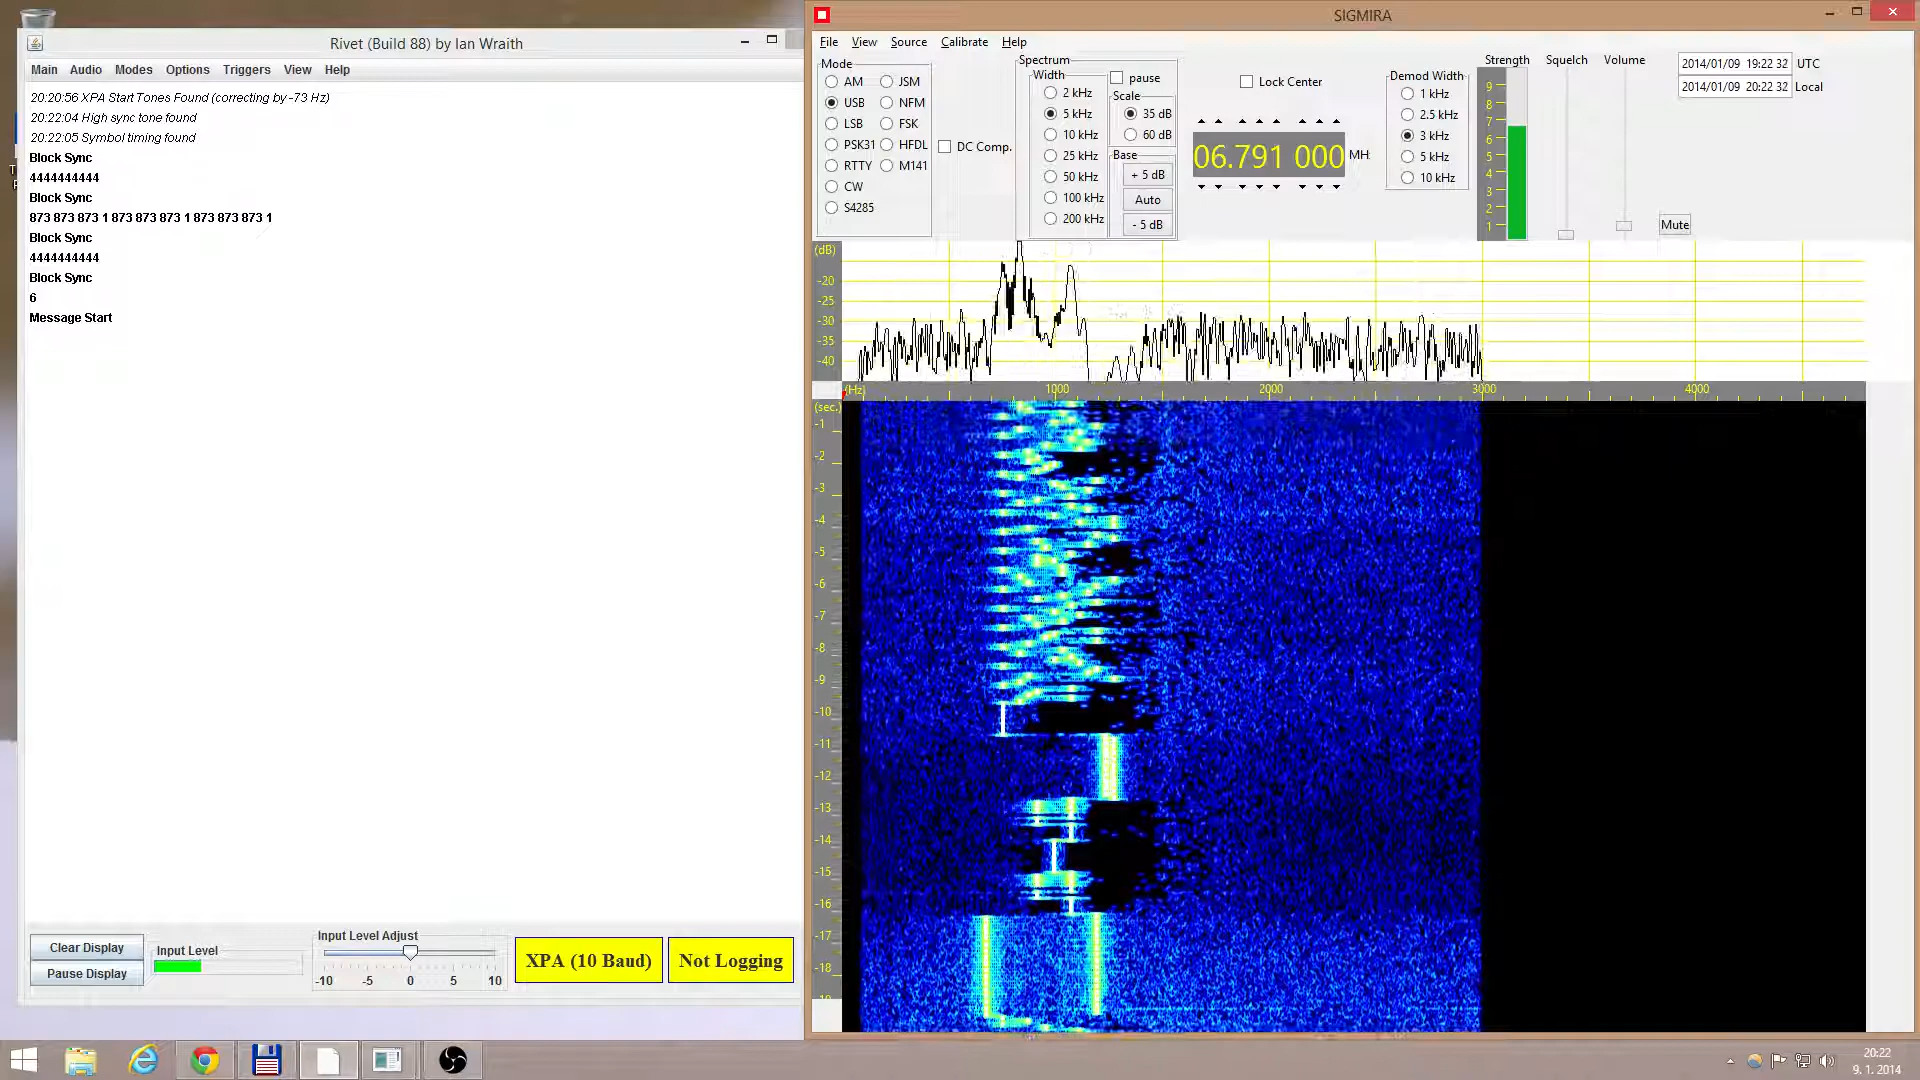 Rivet (Build 88) by Ian Wraith
Main Audio Modes Options Triggers View Help
20:20:56 XPA Start Tones Found (correcting by -73 Hz)
20:22:04 High sync tone found
20:22:05 Symbol timing found
Block Sync
4444444444
Block Sync
873 873 873 1 873 873 873 1 873 873 873 1
Block Sync
4444444444
Block Sync
6
Message Start
Clear Display
Pause Display
Input Level
Input Level Adjust
-10 -5 0 5 10
XPA (10 Baud)
Not Logging
SIGMIRA
File View Source Calibrate Help
Mode
AM JSM
USB NFM
LSB FSK
PSK31 HFDL
RTTY M141
CW
S4285
DC Comp.
Spectrum
Width
2 kHz
5 kHz
10 kHz
25 kHz
50 kHz
100 kHz
200 kHz
pause
Scale
35 dB
60 dB
Base
+ 5 dB
Auto
- 5 dB
Lock Center
06.791 000 MH
Demod Width
1 kHz
2.5 kHz
3 kHz
5 kHz
10 kHz
Strength Squelch Volume
9
8
7
6
5
4
3
2
1
Mute
2014/01/09 19:22 32 UTC
2014/01/09 20:22 32 Local
(dB)
-20
-25
-30
-35
-40
(Hz) 1000 2000 3000 4000
(sec.)
-1
-2
-3
-4
-5
-6
-7
-8
-9
-10
-11
-12
-13
-14
-15
-16
-17
-18
20:22
9. 1. 2014